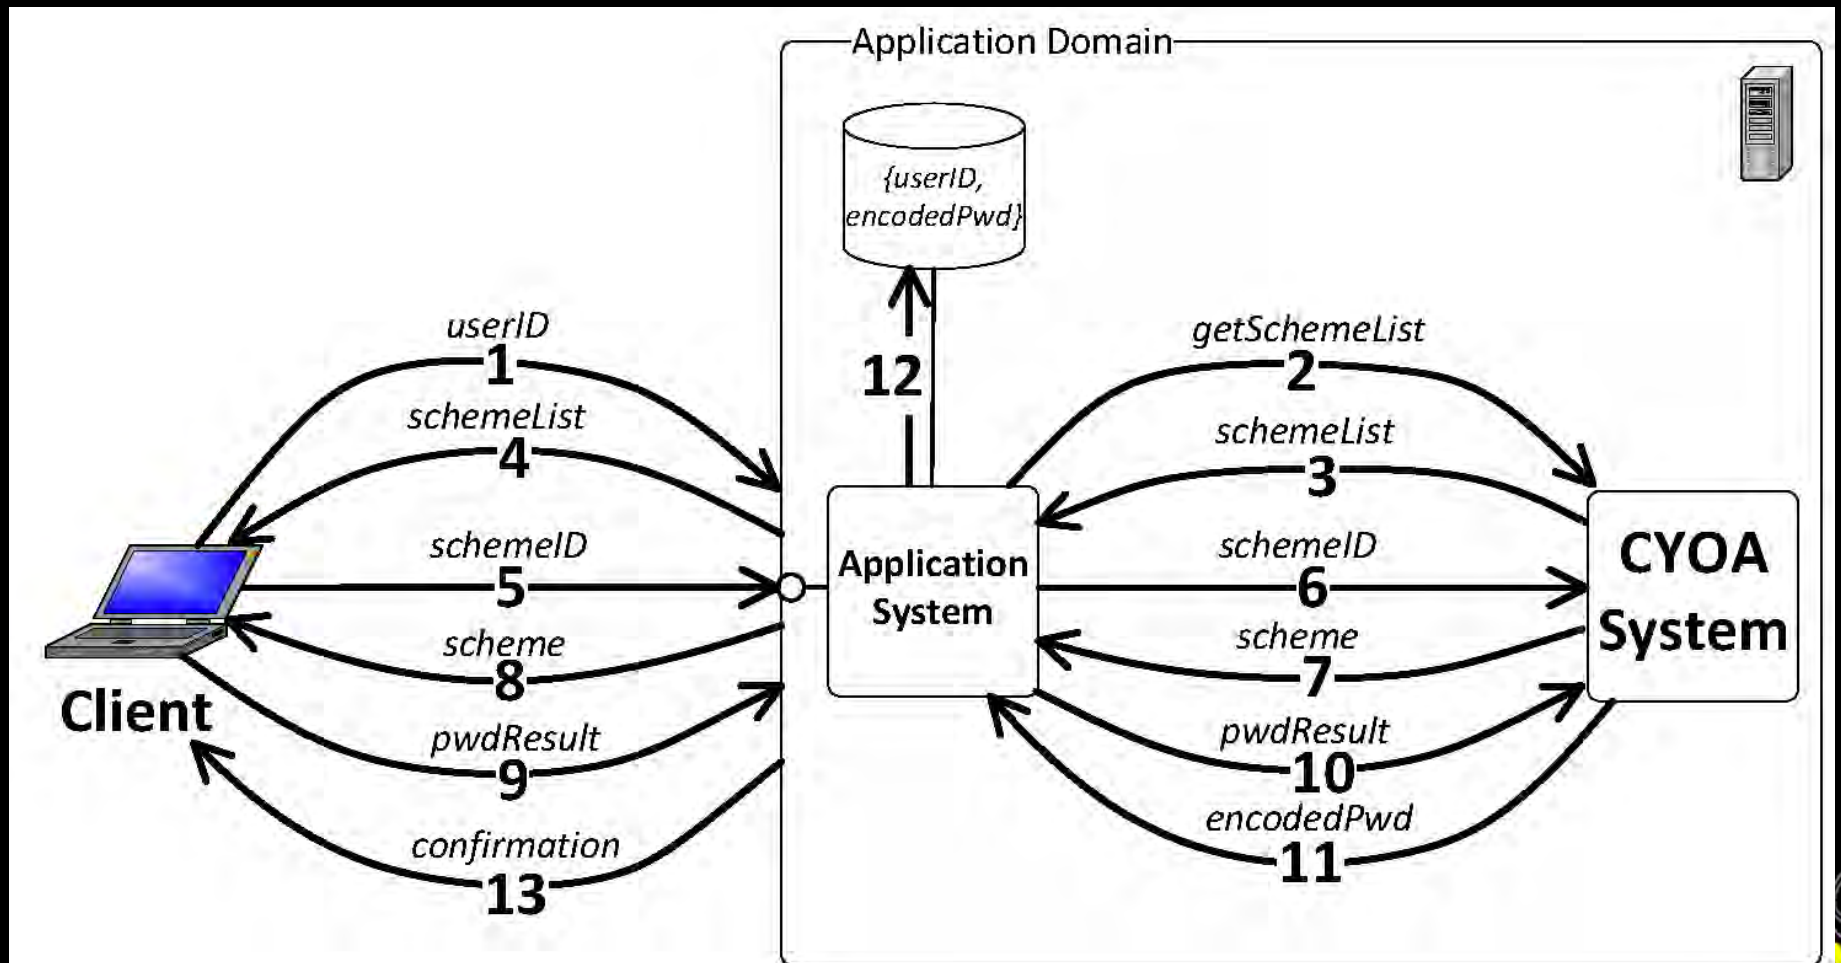 Application Domain
{userID,
encodedPwd}
userID
1
getSchemeList
2
12
schemeList
4
schemeList
3
schemeID
5
Application
System
schemeID
6
CYOA
System
scheme
8
scheme
7
Client
pwdResult
9
pwdResult
10
confirmation
13
encodedPwd
11